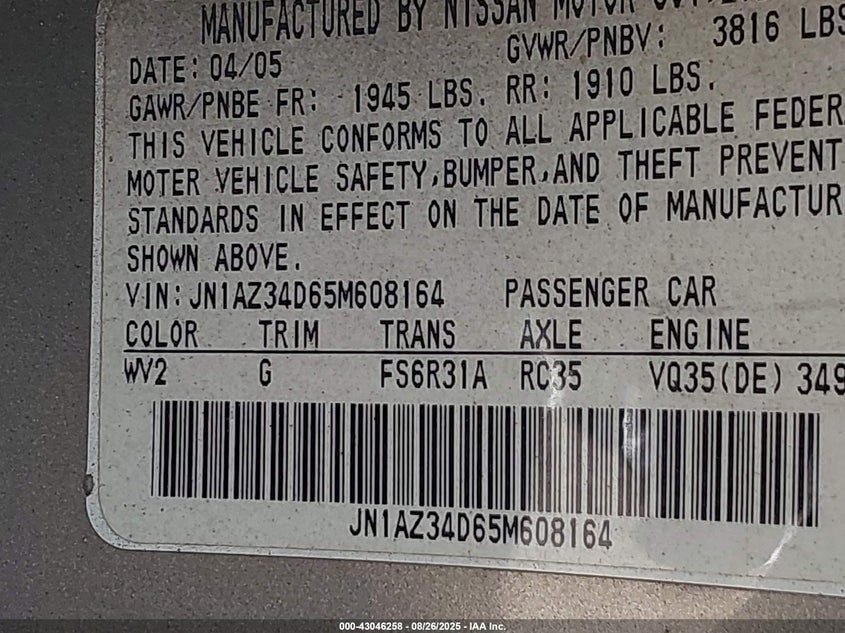 MANUFACTURED BY NISSAN MOTOR
GVWR/PNBV: 3816 LBS
DATE: 04/05
GAWR/PNBE FR: 1945 LBS. RR: 1910 LBS.
THIS VEHICLE CONFORMS TO ALL APPLICABLE FEDER
MOTER VEHICLE SAFETY,BUMPER,AND THEFT PREVENT
STANDARDS IN EFFECT ON THE DATE OF MANUFACTUR
SHOWN ABOVE.
VIN:JN1AZ34D65M608164 PASSENGER CAR
COLOR TRIM TRANS AXLE ENGINE
WV2 G FS6R31A RC35 VQ35(DE) 349
JN1AZ34D65M608164
000-43046258 - 08/26/2025 - IAA Inc.